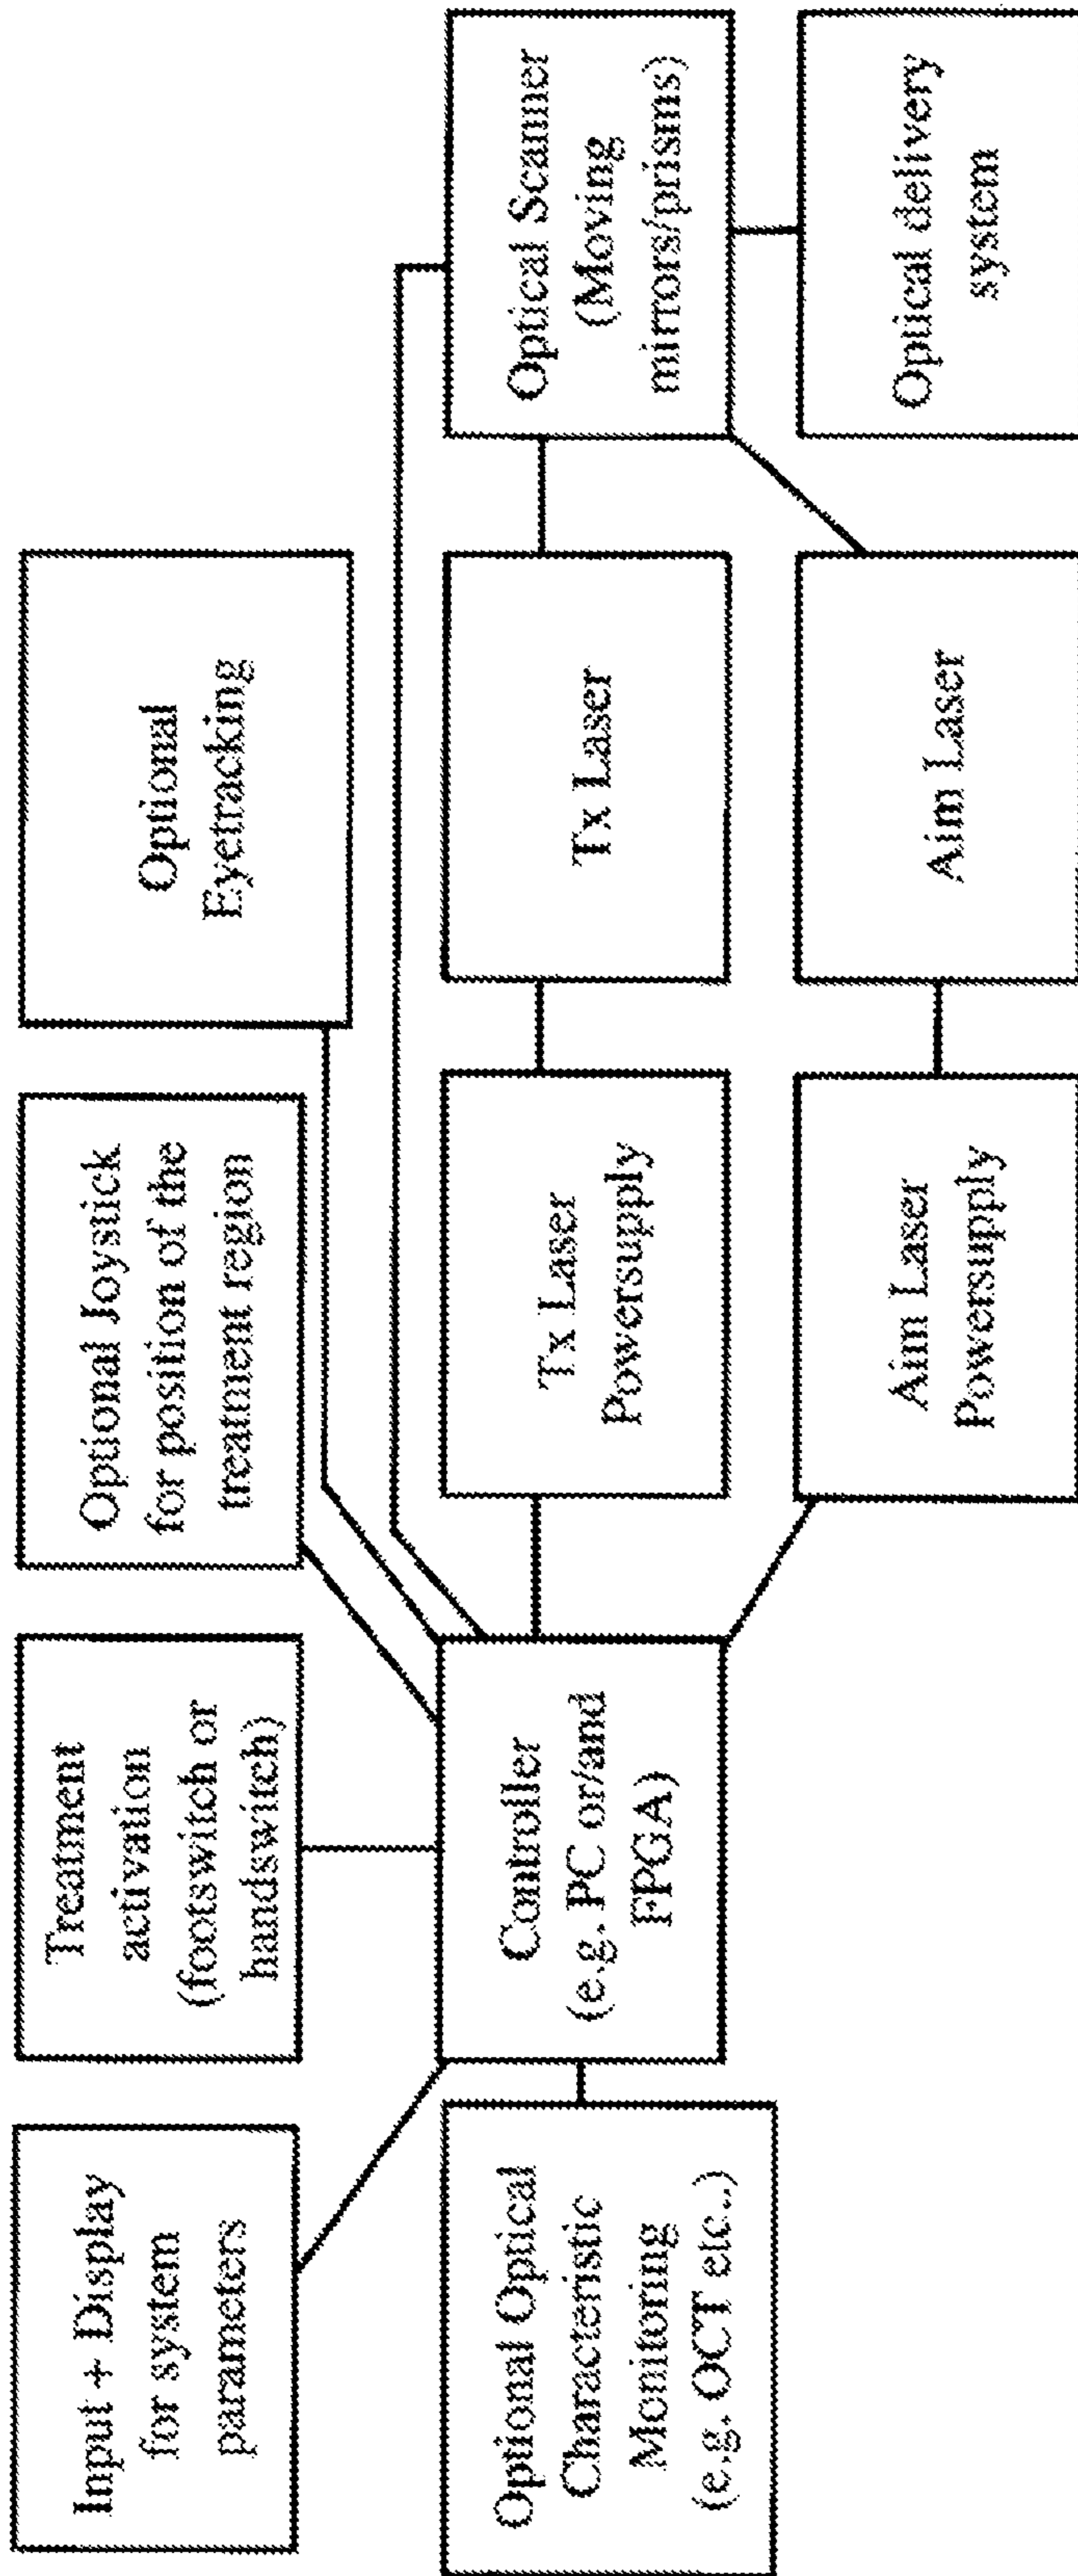 Input + Display
for system
parameters
Treatment
activation
(footswitch or
handswitch)
Optional Joystick
for position of the
treatment region
Optional
Eyetracking
Optional Optical
Characteristic
Monitoring
(e.g. OCT etc..)
Controller
(e.g. PC or/and
FPGA)
Tx Laser
Powersupply
Tx Laser
Optical Scanner
(Moving
mirrors/prisms)
Aim Laser
Powersupply
Aim Laser
Optical delivery
system